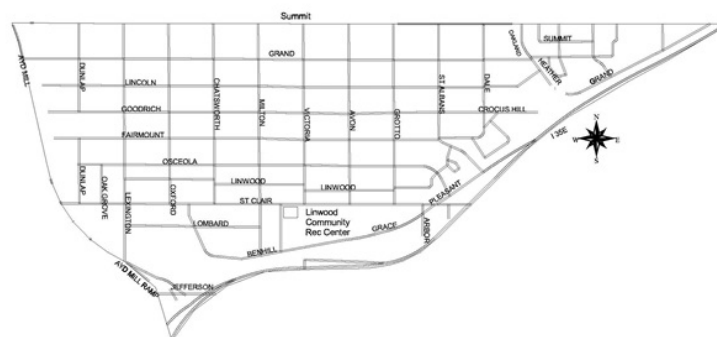 Summit
OAKLAND
SUMMIT
AYD MILL
GRAND
HEATHER
DUNLAP
LINCOLN
CHATSWORTH
ST ALBANS
DALE
GRAND
GOODRICH
MILTON
VICTORIA
AVON
GROTTO
CROCUS HILL
FAIRMOUNT
I 35E
N
W
E
S
OSCEOLA
DUNLAP
OAK GROVE
LEXINGTON
OXFORD
LINWOOD
LINWOOD
PLEASANT
ST CLAIR
LOMBARD
Linwood
Community
Rec Center
GRACE
ARBOR
BENHILL
AYD MILL RAMP
JEFFERSON